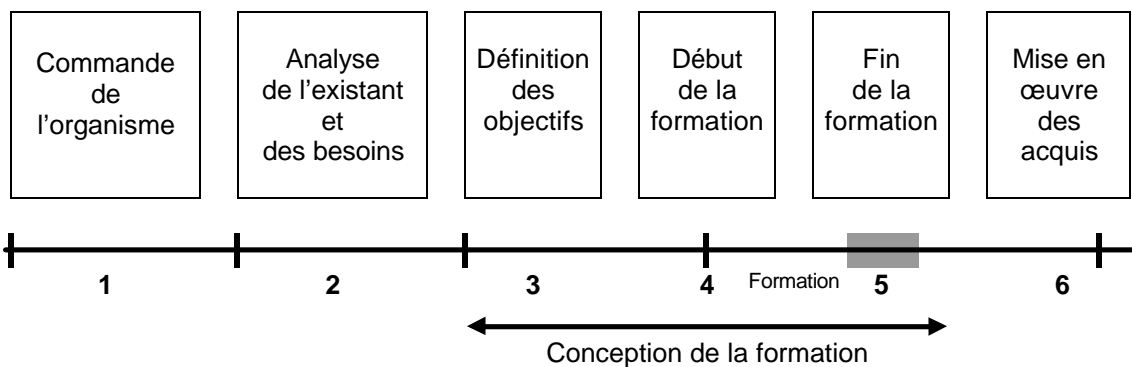 Commande
de
l'organisme
Analyse
de l'existant
et
des besoins
Définition
des
objectifs
Début
de la
formation
Fin
de la
formation
Mise en
œuvre
des
acquis
1
2
3
4
Formation
5
6
Conception de la formation